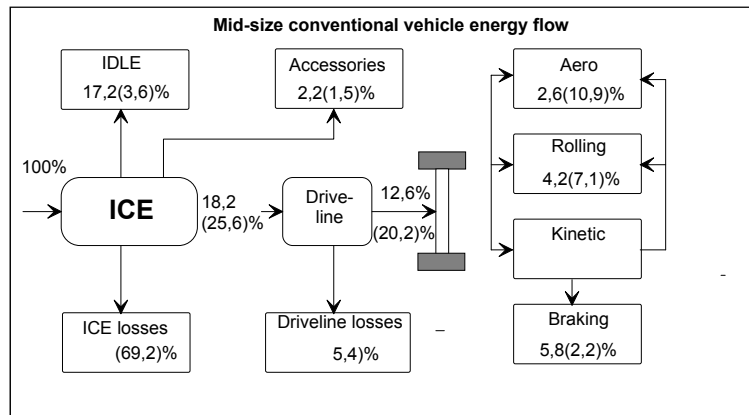 Mid-size conventional vehicle energy flow
IDLE
17,2(3,6)%
Accessories
2,2(1,5)%
Aero
2,6(10,9)%
Rolling
4,2(7,1)%
100%
ICE
18,2
(25,6)%
Drive-
line
12,6%
(20,2)%
Kinetic
ICE losses
(69,2)%
Driveline losses
5,4)%
Braking
5,8(2,2)%